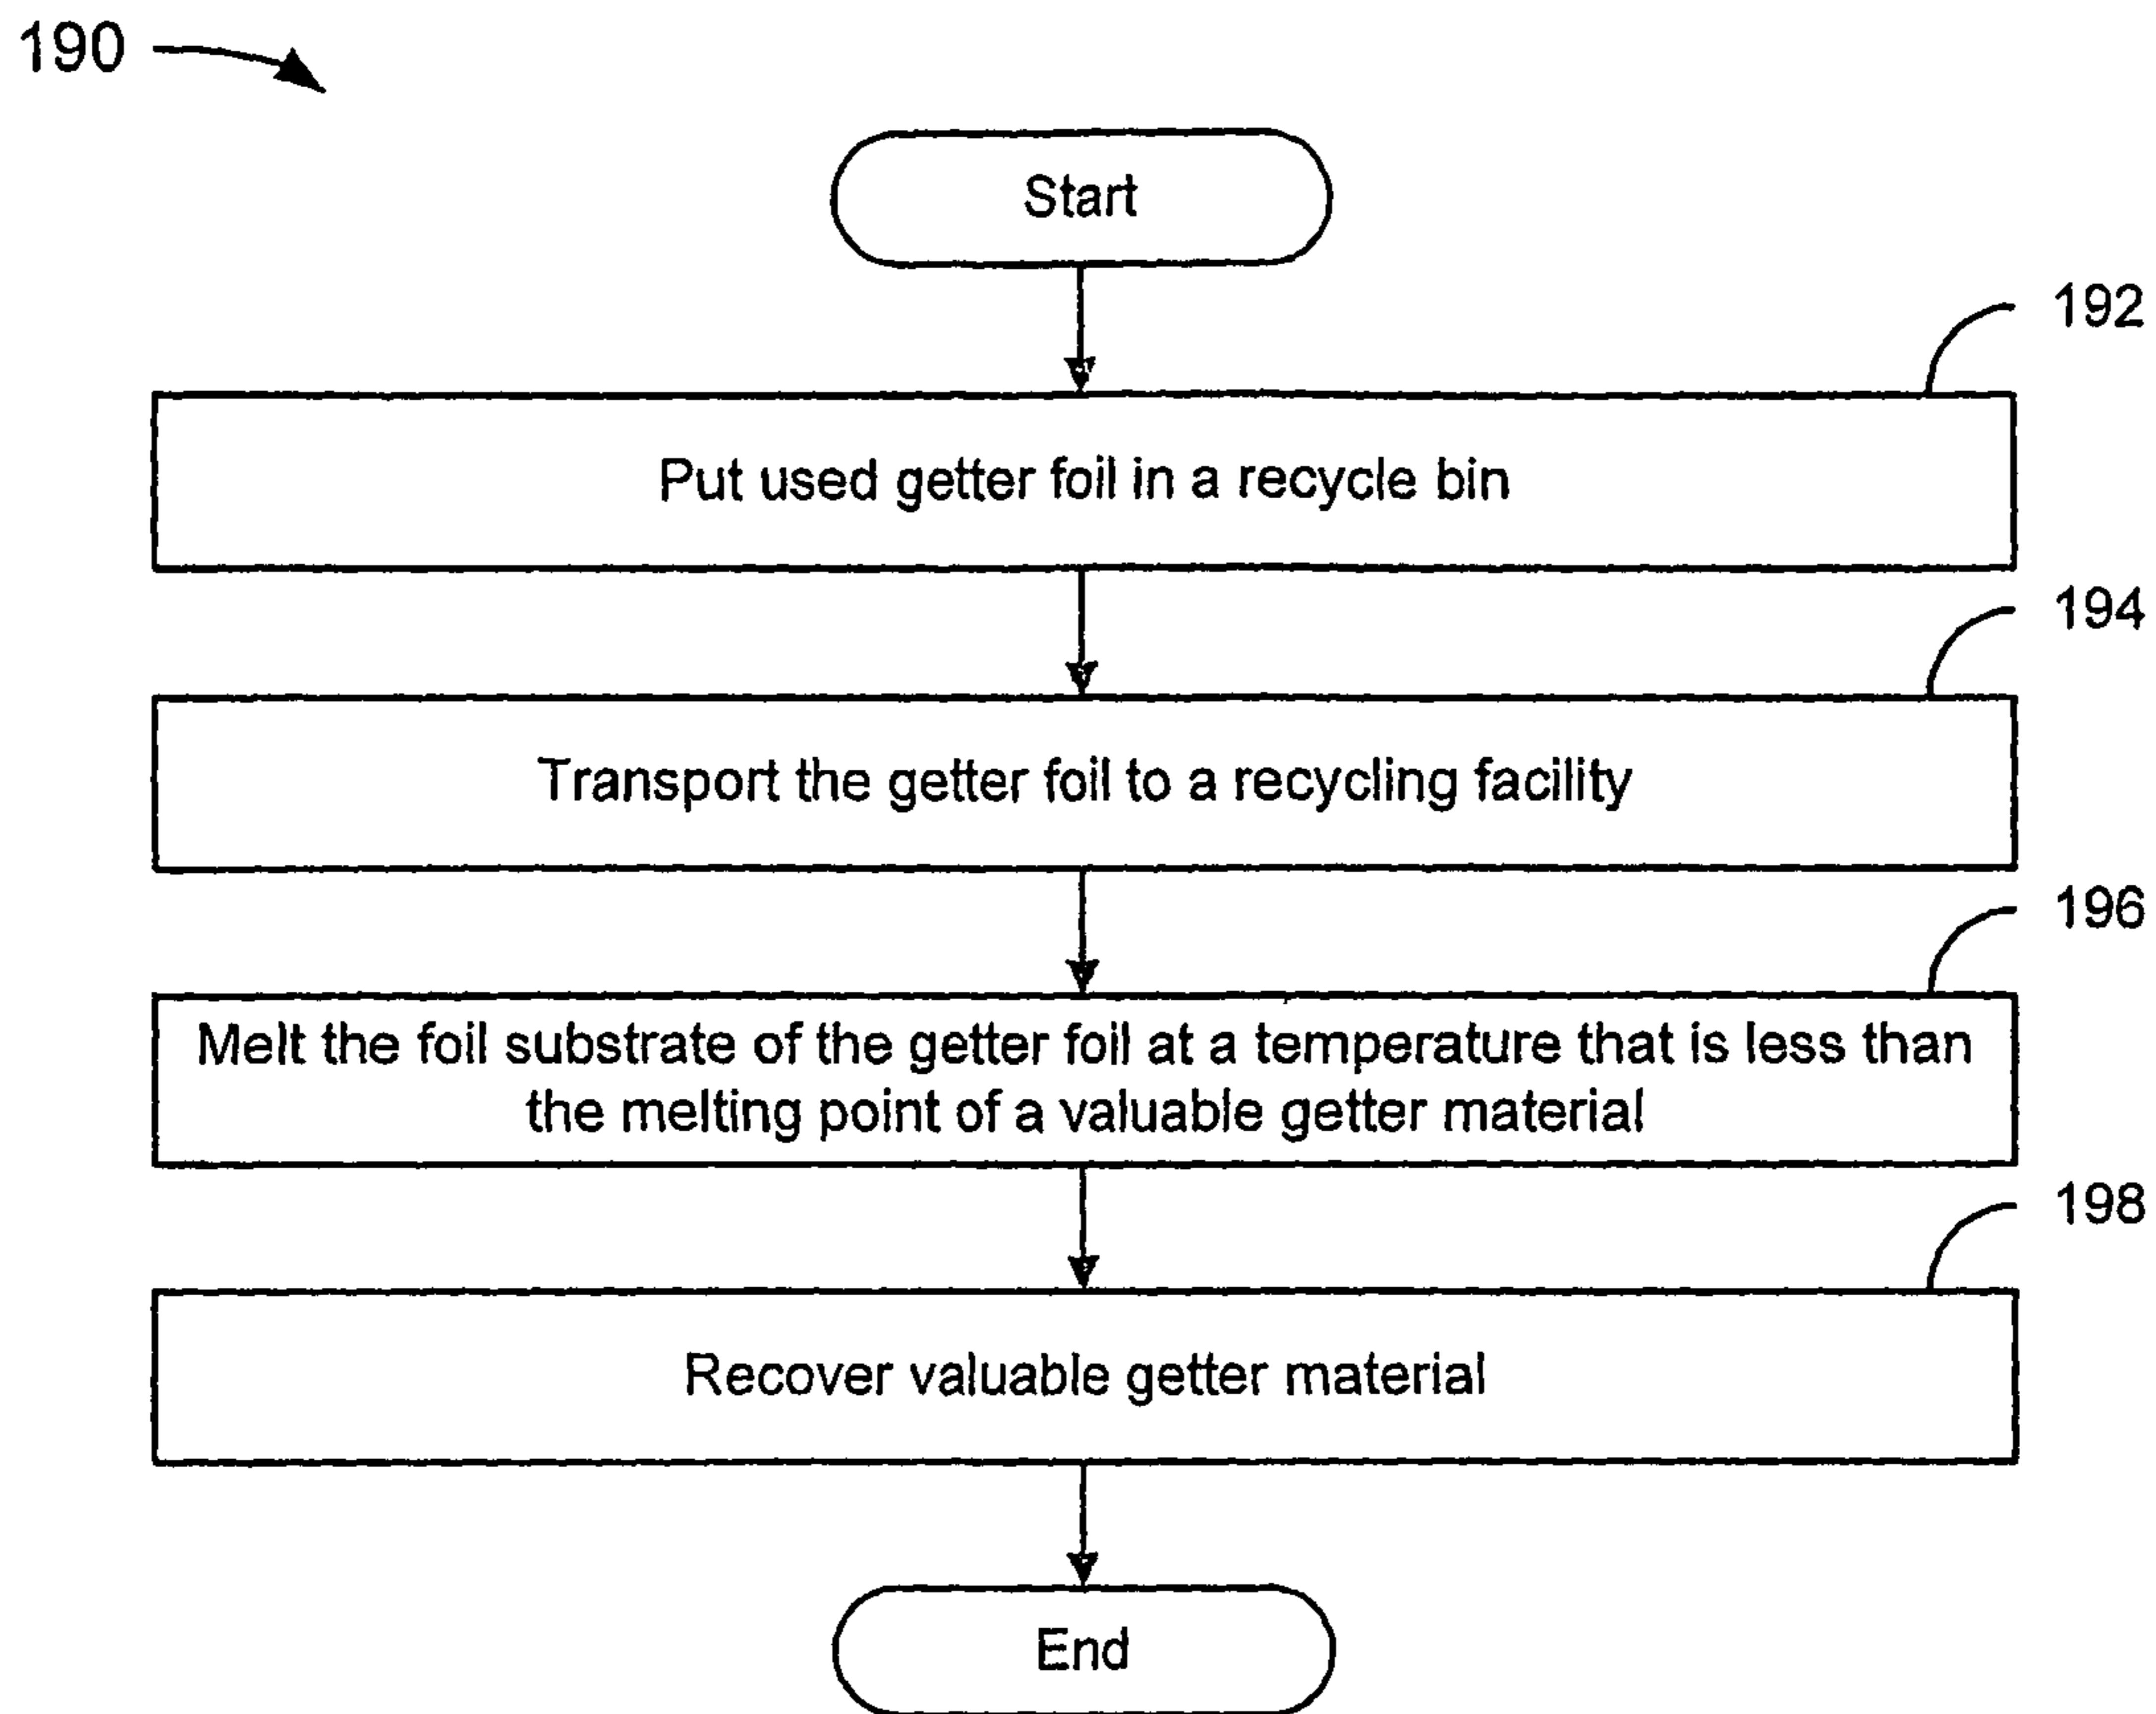 190
Start
192
Put used getter foil in a recycle bin
194
Transport the getter foil to a recycling facility
196
Melt the foil substrate of the getter foil at a temperature that is less than
the melting point of a valuable getter material
198
Recover valuable getter material
End